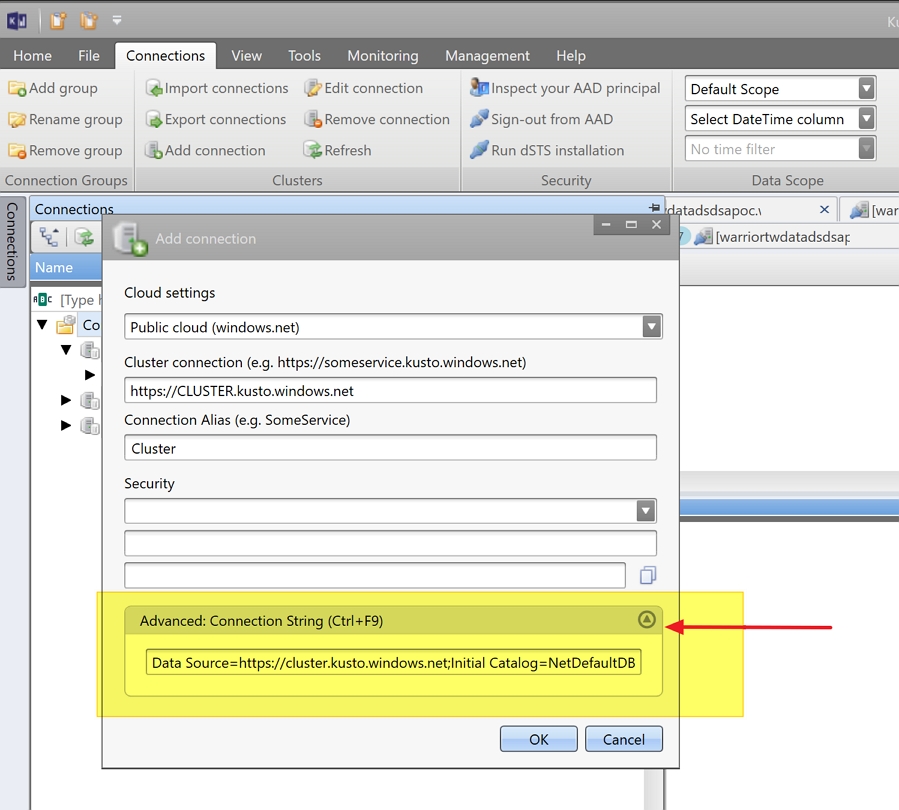 Ku
Home File Connections View Tools Monitoring Management Help
Add group Import connections Edit connection Inspect your AAD principal Default Scope
Rename group Export connections Remove connection Sign-out from AAD Select DateTime column
Remove group Add connection Refresh Run dSTS installation No time filter
Connection Groups Clusters Security Data Scope
Connections
Connections
datadsdsapoc.
[war
Add connection
[warriortwdatadsdsap
Name
ABC [Type
Co
Cloud settings
Public cloud (windows.net)
Cluster connection (e.g. https://someservice.kusto.windows.net)
https://CLUSTER.kusto.windows.net
Connection Alias (e.g. SomeService)
Cluster
Security
Advanced: Connection String (Ctrl+F9)
Data Source=https://cluster.kusto.windows.net;Initial Catalog=NetDefaultDB
OK Cancel